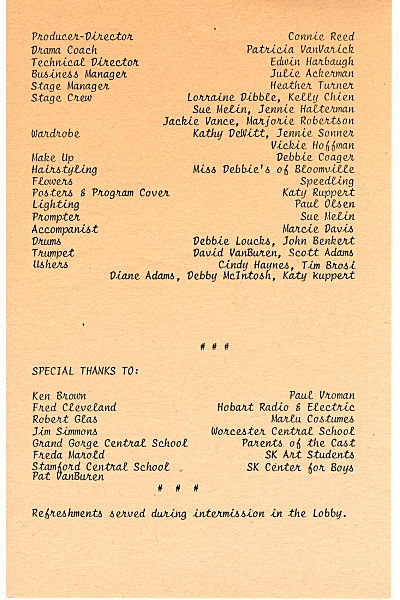 Producer-Director Connie Reed
Drama Coach Patricia VanVarick
Technical Director Edwin Harbaugh
Business Manager Julie Ackerman
Stage Manager Heather Turner
Stage Crew Lorraine Dibble, Kelly Chien
Sue Melin, Jennie Halterman
Jackie Vance, Marjorie Robertson
Wardrobe Kathy DeWitt, Jennie Sonner
Vickie Hoffman
Make Up Debbie Coager
Hairstyling Miss Debbie's of Bloomville
Flowers Speedling
Posters & Program Cover Katy Ruppert
Lighting Paul Olsen
Prompter Sue Melin
Accompanist Marcie Davis
Drums Debbie Loucks, John Benkert
Trumpet David VanBuren, Scott Adams
Ushers Cindy Haynes, Tim Brosi
Diane Adams, Debby McIntosh, Katy Ruppert
# # #
SPECIAL THANKS TO:
Ken Brown Paul Vroman
Fred Cleveland Hobart Radio & Electric
Robert Glas Marlu Costumes
Jim Simmons Worcester Central School
Grand Gorge Central School Parents of the Cast
Freda Marold SK Art Students
Stamford Central School SK Center for Boys
Pat VanBuren
# # #
Refreshments served during intermission in the Lobby.